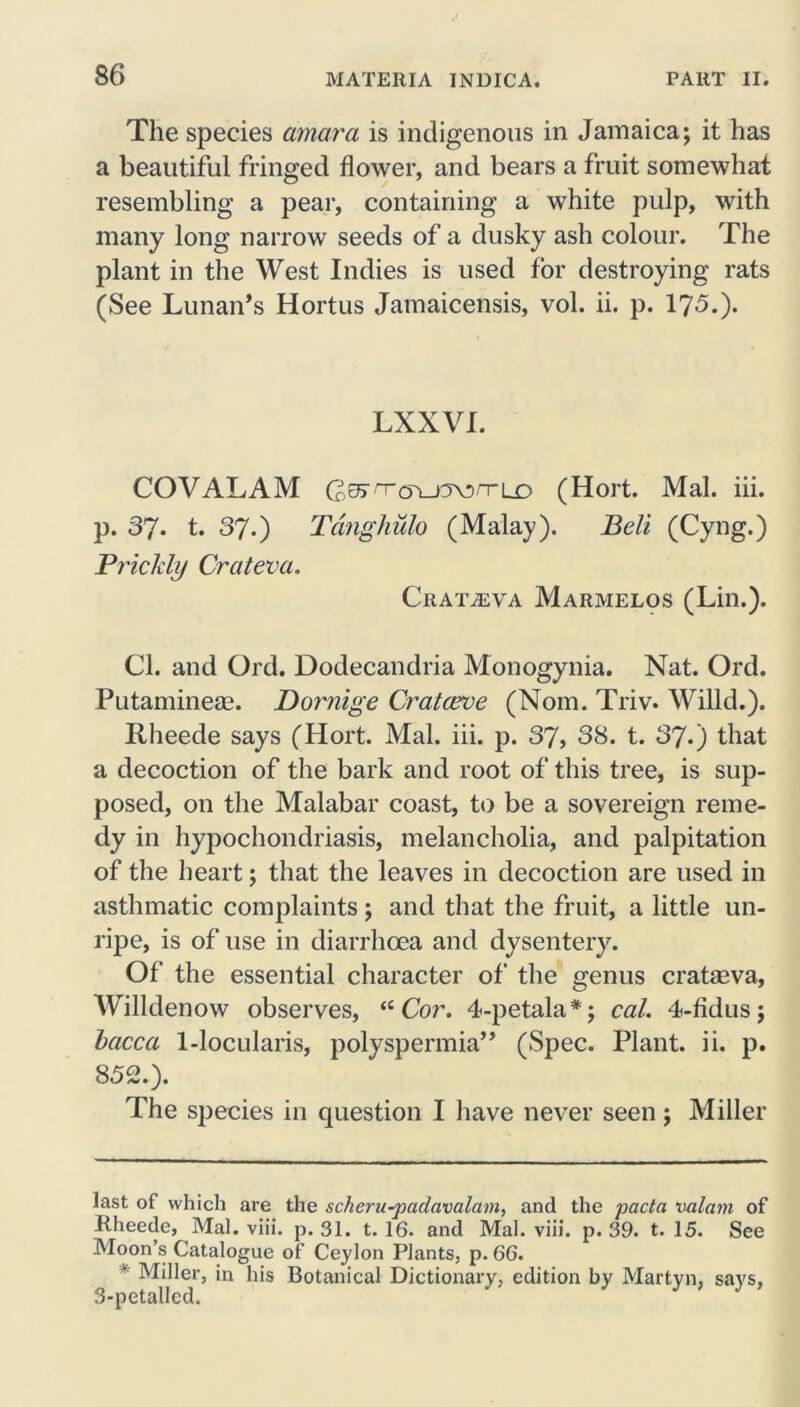 86 MATERIA INDICA. PART II.
The species amara is indigenous in Jamaica; it has
a beautiful fringed flower, and bears a fruit somewhat
resembling a pear, containing a white pulp, with
many long narrow seeds of a dusky ash colour. The
plant in the West Indies is used for destroying rats
(See Lunan's Hortus Jamaicensis, vol. ii. p. 175.).
LXXVI.
COVALAM (Hort. Mal. iii.
p. 37. t. 37.) Tánghúlo (Malay). Beli (Cyng.)
Prickly Crateva.
Cratæva Marmelos (Lin.).
Cl. and Ord. Dodecandria Monogynia. Nat. Ord.
Putamineæ. Dornige Cratæve (Nom. Triv. Willd.).
Rheede says (Hort. Mal. iii. p. 37, 38. t. 37.) that
a decoction of the bark and root of this tree, is sup-
posed, on the Malabar coast, to be a sovereign reme-
dy in hypochondriasis, melancholia, and palpitation
of the heart; that the leaves in decoction are used in
asthmatic complaints; and that the fruit, a little un-
ripe, is of use in diarrhœa and dysentery.
Of the essential character of the genus cratæva,
Willdenow observes, “Cor. 4-petala*; cal. 4-fidus;
bacca 1-locularis, polyspermia” (Spec. Plant. ii. p.
852.).
The species in question I have never seen; Miller
last of which are the scheru-padavalam, and the pacta valam of
Rheede, Mal. viii. p. 31. t. 16. and Mal. viii. p. 39. t. 15. See
Moon's Catalogue of Ceylon Plants, p. 66.
* Miller, in his Botanical Dictionary, edition by Martyn, says,
3-petalled.